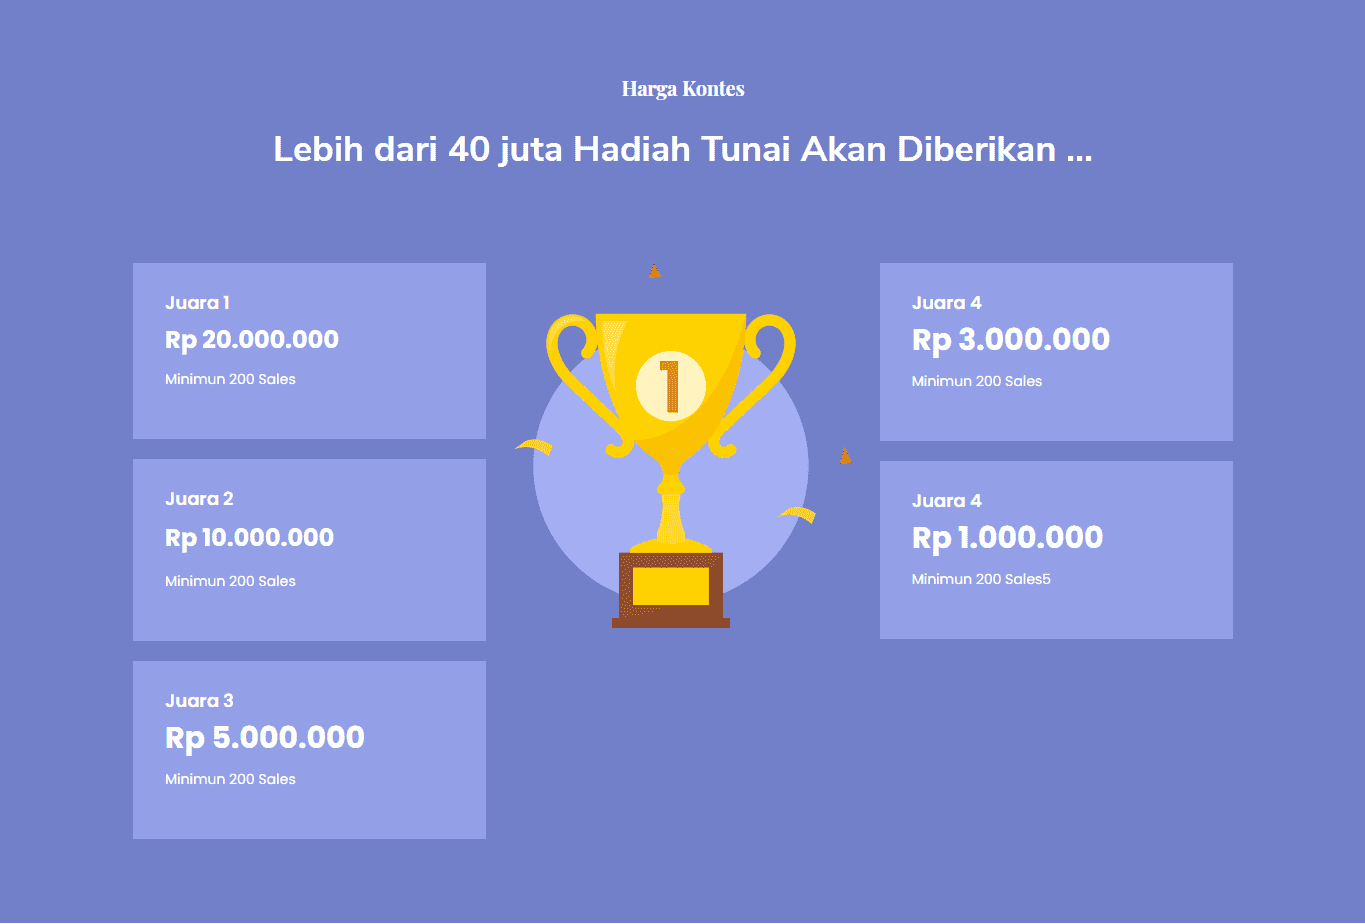 Harga Kontes
Lebih dari 40 juta Hadiah Tunai Akan Diberikan ...
Juara 1
Rp 20.000.000
Minimun 200 Sales
Juara 2
Rp 10.000.000
Minimun 200 Sales
Juara 3
Rp 5.000.000
Minimun 200 Sales
1
Juara 4
Rp 3.000.000
Minimun 200 Sales
Juara 4
Rp 1.000.000
Minimun 200 Sales5